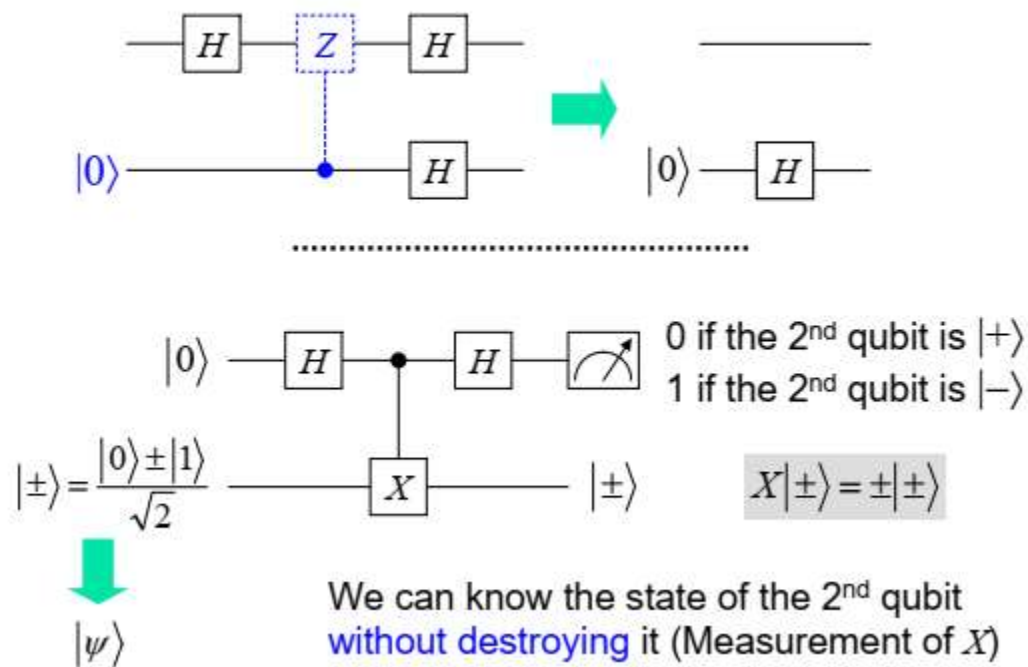 H Z H
|0⟩ H |0⟩ H
|0⟩ H H 0 if the 2nd qubit is |+⟩
1 if the 2nd qubit is |−⟩
|±⟩ = (|0⟩ ± |1⟩)/√2 X |±⟩ X|±⟩ = ±|±⟩
|ψ⟩
We can know the state of the 2nd qubit
without destroying it (Measurement of X)